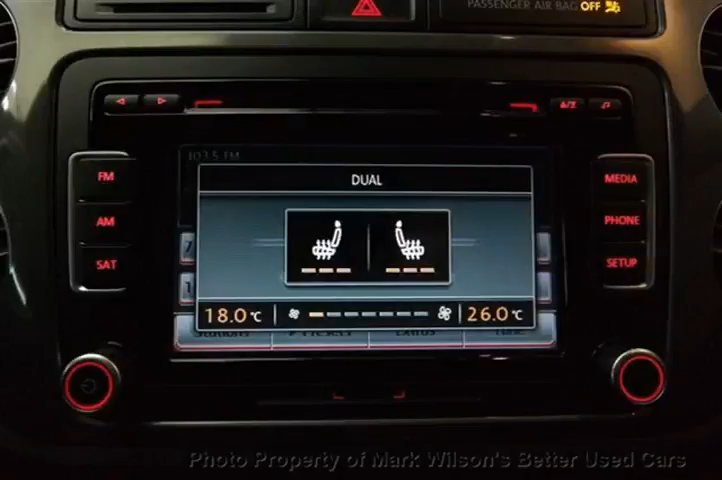 PASSENGER AIR BAG OFF
103.5 FM
DUAL
FM
AM
SAT
MEDIA
PHONE
SETUP
18.0°C
26.0°C
Extras
Photo Property of Mark Wilson's Better Used Cars